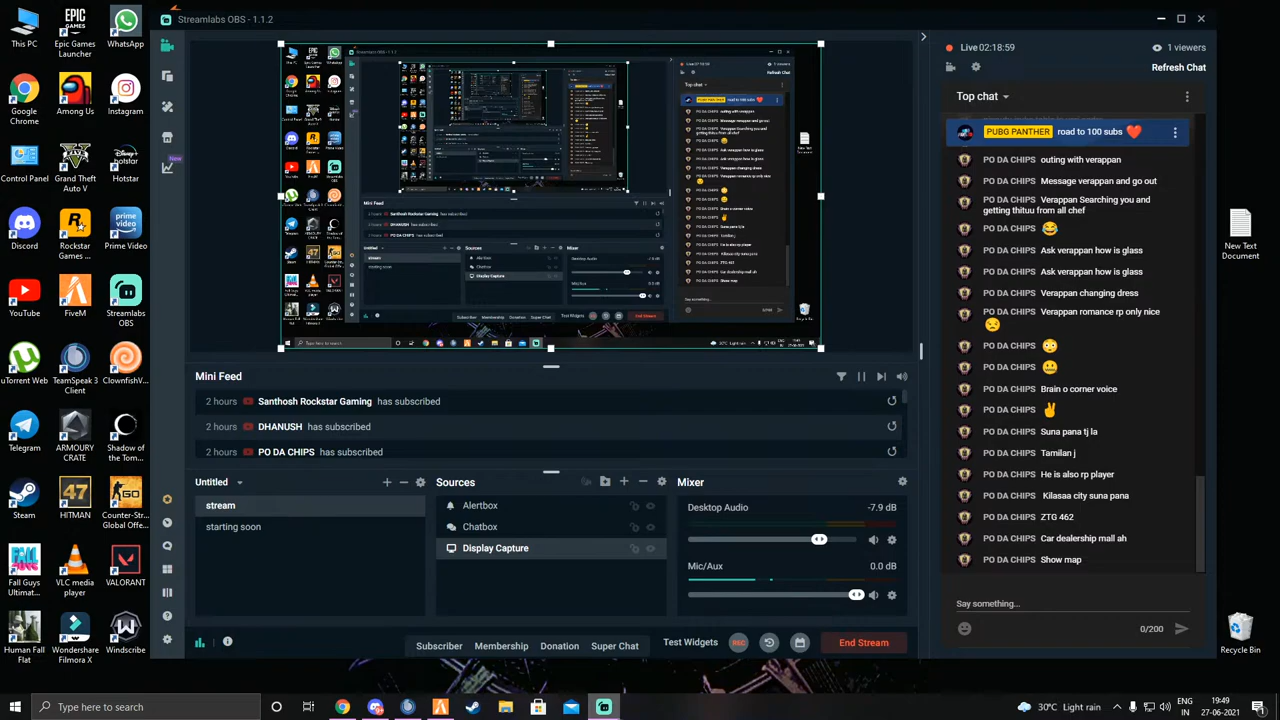 This PC
Epic Games Launcher
WhatsApp
Google Chrome
Among Us
Instagram
Control Panel
Grand Theft Auto V
Hotstar
Discord
Rockstar Games ...
Prime Video
YouTube
FiveM
Streamlabs OBS
uTorrent Web
TeamSpeak 3 Client
ClownfishV...
Telegram
ARMOURY CRATE
Shadow of the Tomb ...
Steam
HITMAN
Counter-Str... Global Offe...
Fall Guys Ultimat...
VLC media player
VALORANT
Human Fall Flat
Wondershare Filmora X
Windscribe
Streamlabs OBS - 1.1.2
New
Mini Feed
2 hours Santhosh Rockstar Gaming has subscribed
2 hours DHANUSH has subscribed
2 hours PO DA CHIPS has subscribed
Untitled
stream
starting soon
Sources
Alertbox
Chatbox
Display Capture
Mixer
Desktop Audio -7.9 dB
Mic/Aux 0.0 dB
Subscriber Membership Donation Super Chat
Test Widgets
REC
End Stream
Live 02:18:59
1 viewers
Refresh Chat
Top chat
PUBG PANTHER road to 100 subs ❤️
PO DA CHIPS outing with verappan
PO DA CHIPS
PO DA CHIPS Verappan Searching you and
PO DA CHIPS 😂
PO DA CHIPS Ask verappan how is glass
PO DA CHIPS Ask verappan how is glass
PO DA CHIPS Verappan changing dress
PO DA CHIPS Verappan romance rp only nice
😒
PO DA CHIPS 😳
PO DA CHIPS 🤐
PO DA CHIPS Brain o corner voice
PO DA CHIPS ✌
PO DA CHIPS Suna pana tj la
PO DA CHIPS Tamilan j
PO DA CHIPS He is also rp player
PO DA CHIPS Kilasaa city suna pana
PO DA CHIPS ZTG 462
PO DA CHIPS Car dealership mall ah
PO DA CHIPS Show map
Say something...
0/200
New Text Document
Recycle Bin
Type here to search
30°C Light rain
ENG
IN
19:49
27-06-2021